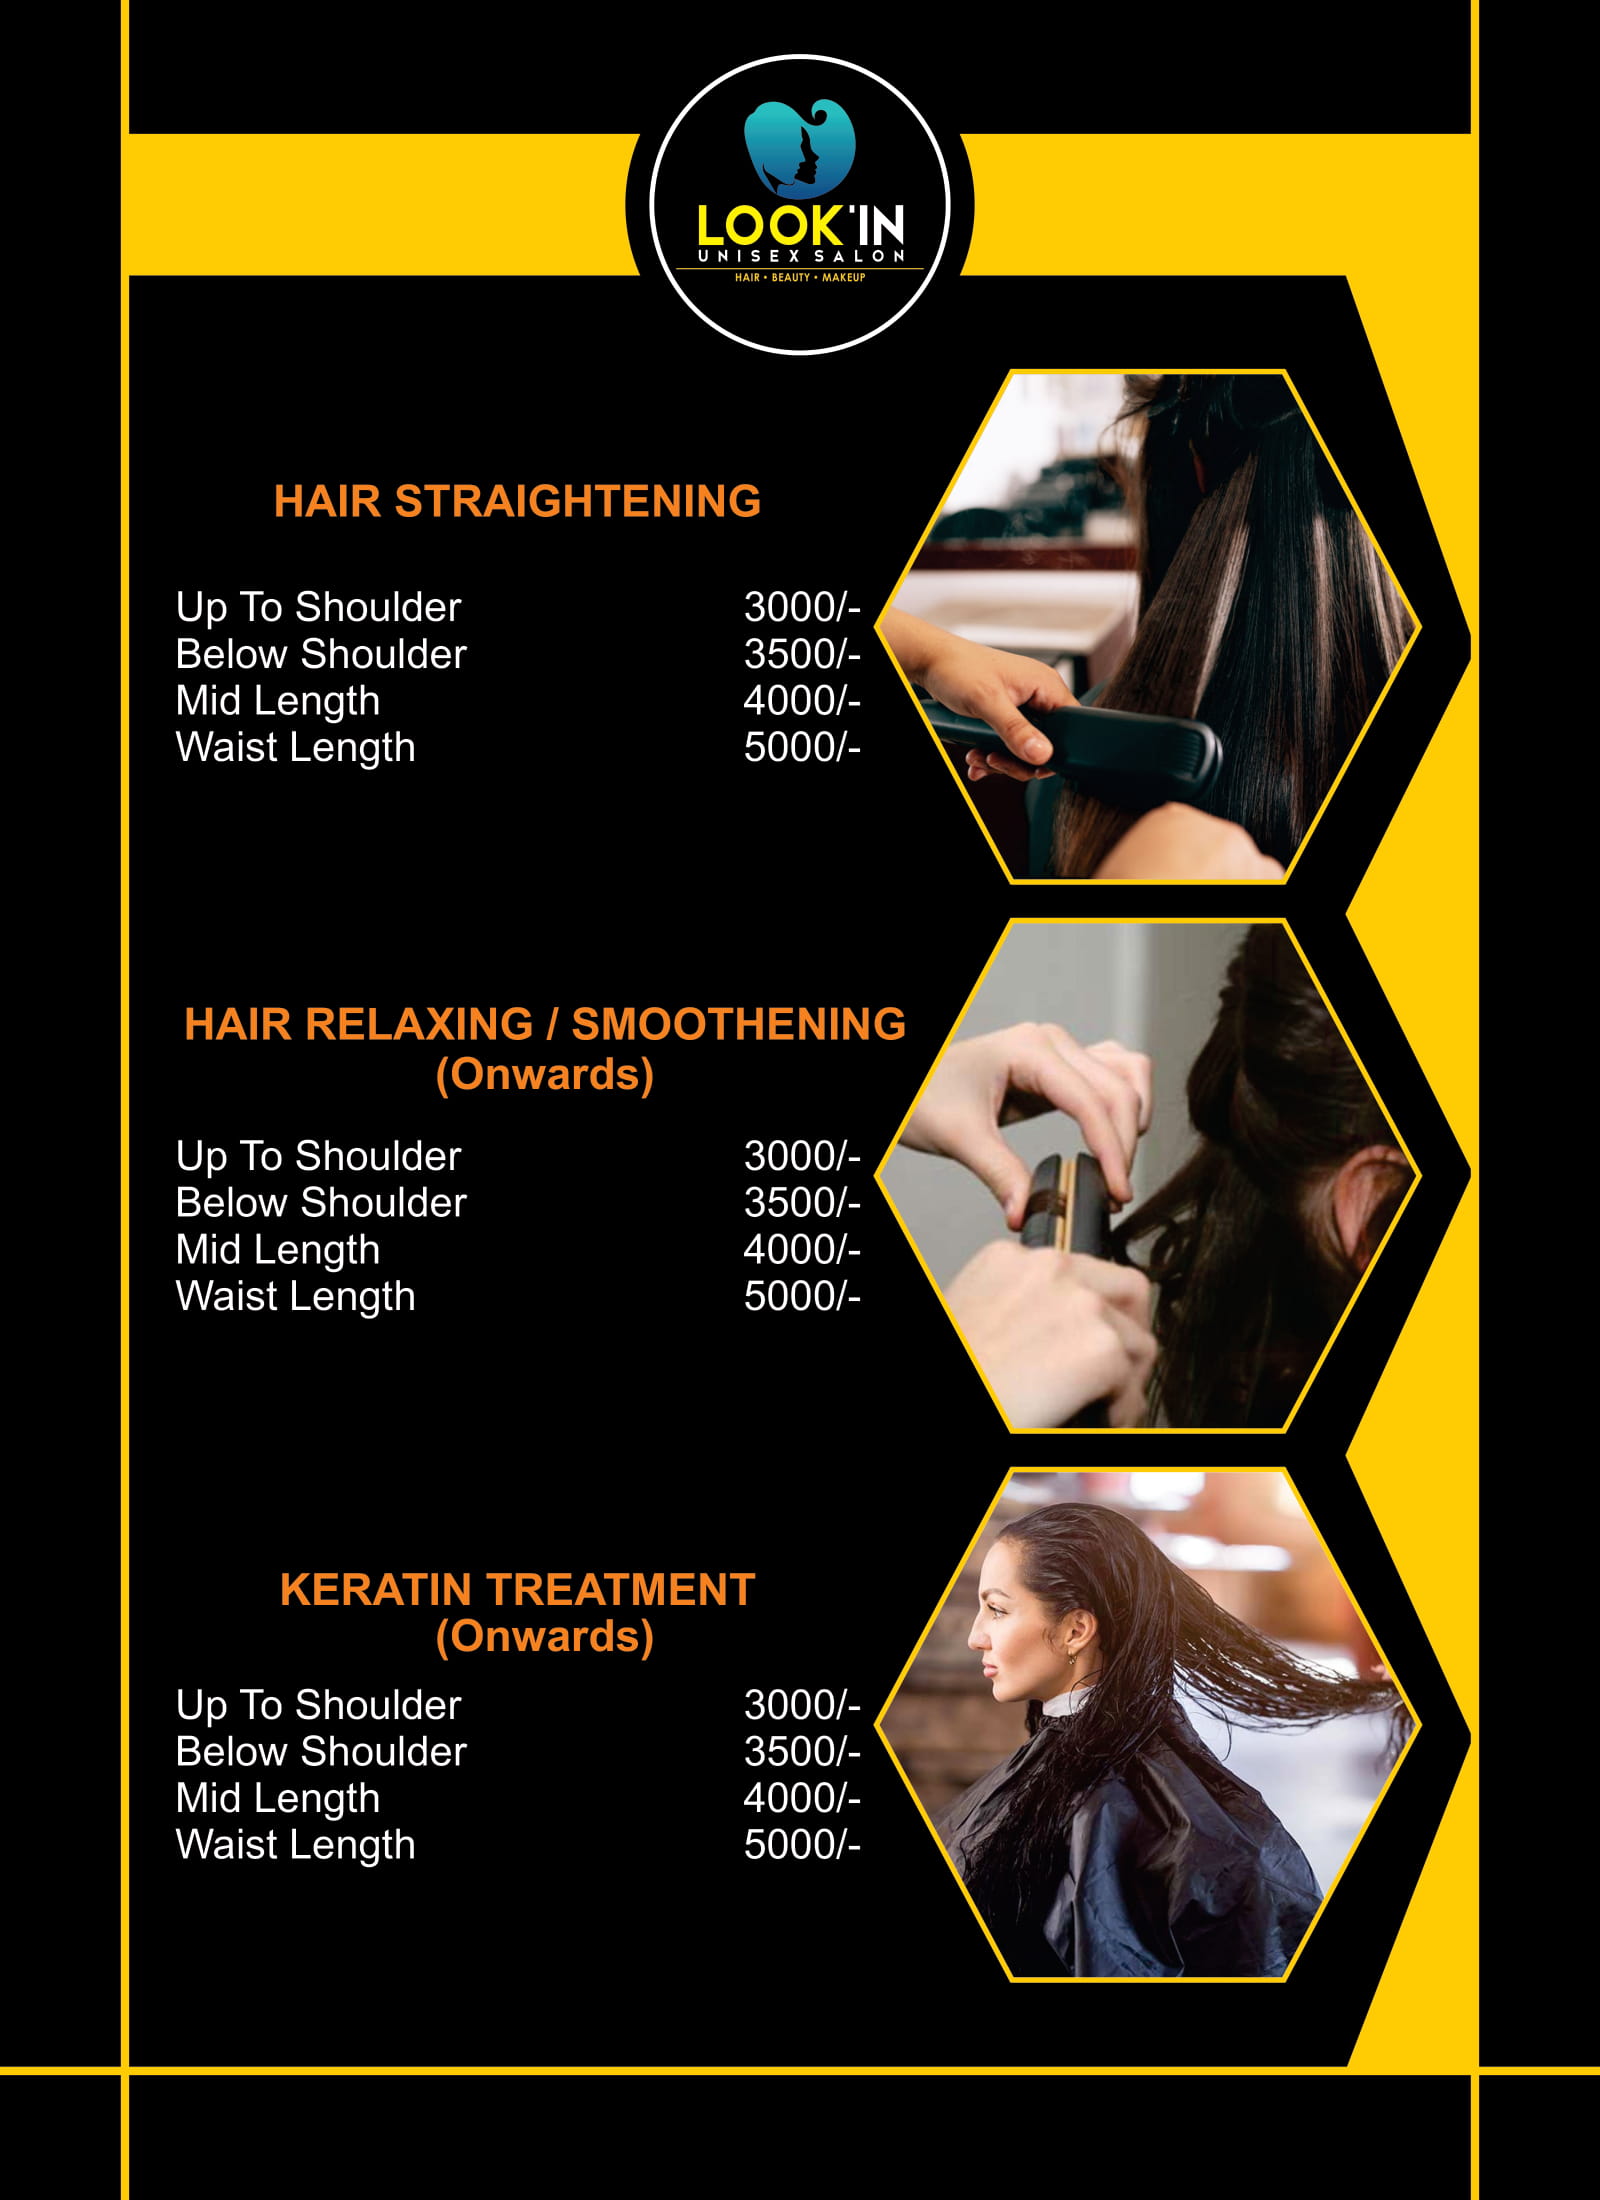 LOOK'IN
UNISEX SALON
HAIR • BEAUTY • MAKEUP
HAIR STRAIGHTENING
Up To Shoulder 3000/-
Below Shoulder 3500/-
Mid Length 4000/-
Waist Length 5000/-
HAIR RELAXING / SMOOTHENING
(Onwards)
Up To Shoulder 3000/-
Below Shoulder 3500/-
Mid Length 4000/-
Waist Length 5000/-
KERATIN TREATMENT
(Onwards)
Up To Shoulder 3000/-
Below Shoulder 3500/-
Mid Length 4000/-
Waist Length 5000/-